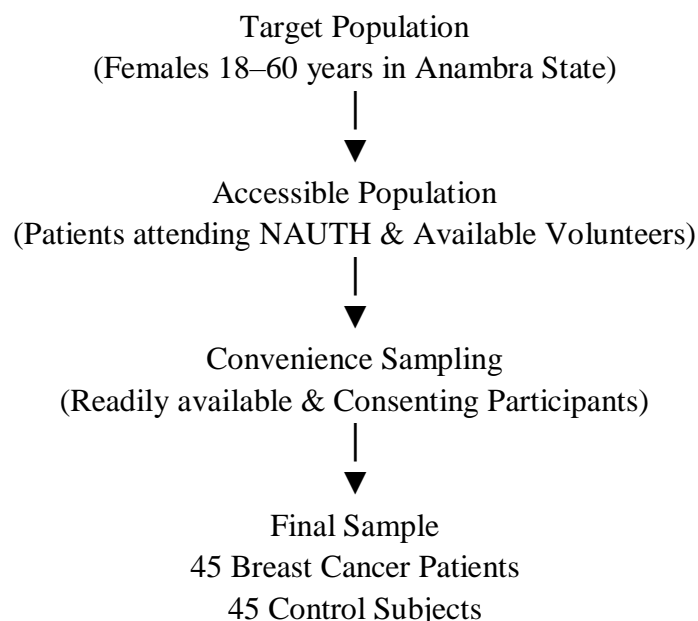 Target Population
(Females 18–60 years in Anambra State)
Accessible Population
(Patients attending NAUTH & Available Volunteers)
Convenience Sampling
(Readily available & Consenting Participants)
Final Sample
45 Breast Cancer Patients
45 Control Subjects